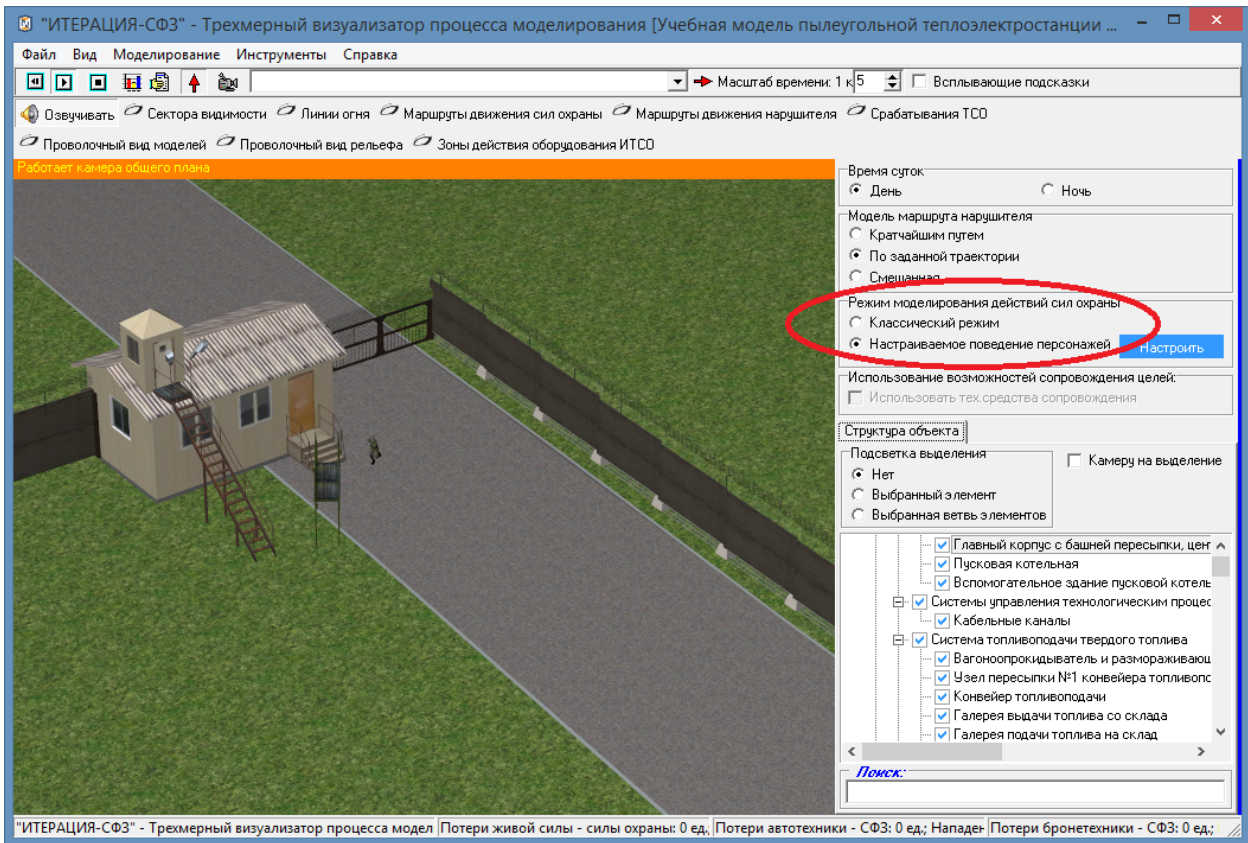 "ИТЕРАЦИЯ-СФЗ" - Трехмерный визуализатор процесса моделирования [Учебная модель пылеугольной теплоэлектростанции ...
Файл Вид Моделирование Инструменты Справка
Масштаб времени: 1 к 5 Всплывающие подсказки
Озвучивать Сектора видимости Линии огня Маршруты движения сил охраны Маршруты движения нарушителя Срабатывания ТСО
Проволочный вид моделей Проволочный вид рельефа Зоны действия оборудования ИТСО
Работает камера общего плана
Время суток
День Ночь
Модель маршрута нарушителя
Кратчайшим путем
По заданной траектории
Смешанная
Режим моделирования действий сил охраны
Классический режим
Настраиваемое поведение персонажей Настроить
Использование возможностей сопровождения целей:
Использовать тех.средства сопровождения
Структура объекта
Подсветка выделения
Камеру на выделение
Нет
Выбранный элемент
Выбранная ветвь элементов
Главный корпус с башней пересыпки, цен
Пусковая котельная
Вспомогательное здание пусковой котель
Системы управления технологическим процес
Кабельные каналы
Система топливоподачи твердого топлива
Вагоноопрокидыватель и размораживающ
Узел пересыпки №1 конвейера топливопо
Конвейер топливоподачи
Галерея выдачи топлива со склада
Галерея подачи топлива на склад
Поиск:
"ИТЕРАЦИЯ-СФЗ" - Трехмерный визуализатор процесса модел Потери живой силы - силы охраны: 0 ед. Потери автотехники - СФЗ: 0 ед.; Нападен Потери бронетехники - СФЗ: 0 ед.;